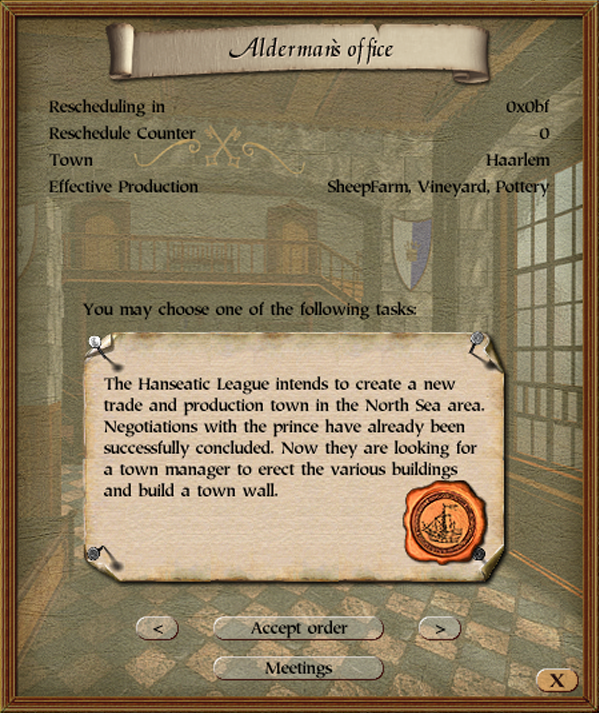 Alderman's office
Rescheduling in 0x0bf
Reschedule Counter 0
Town Haarlem
Effective Production SheepFarm, Vineyard, Pottery
You may choose one of the following tasks:
The Hanseatic League intends to create a new
trade and production town in the North Sea area.
Negotiations with the prince have already been
successfully concluded. Now they are looking for
a town manager to erect the various buildings
and build a town wall.
< Accept order >
Meetings
X